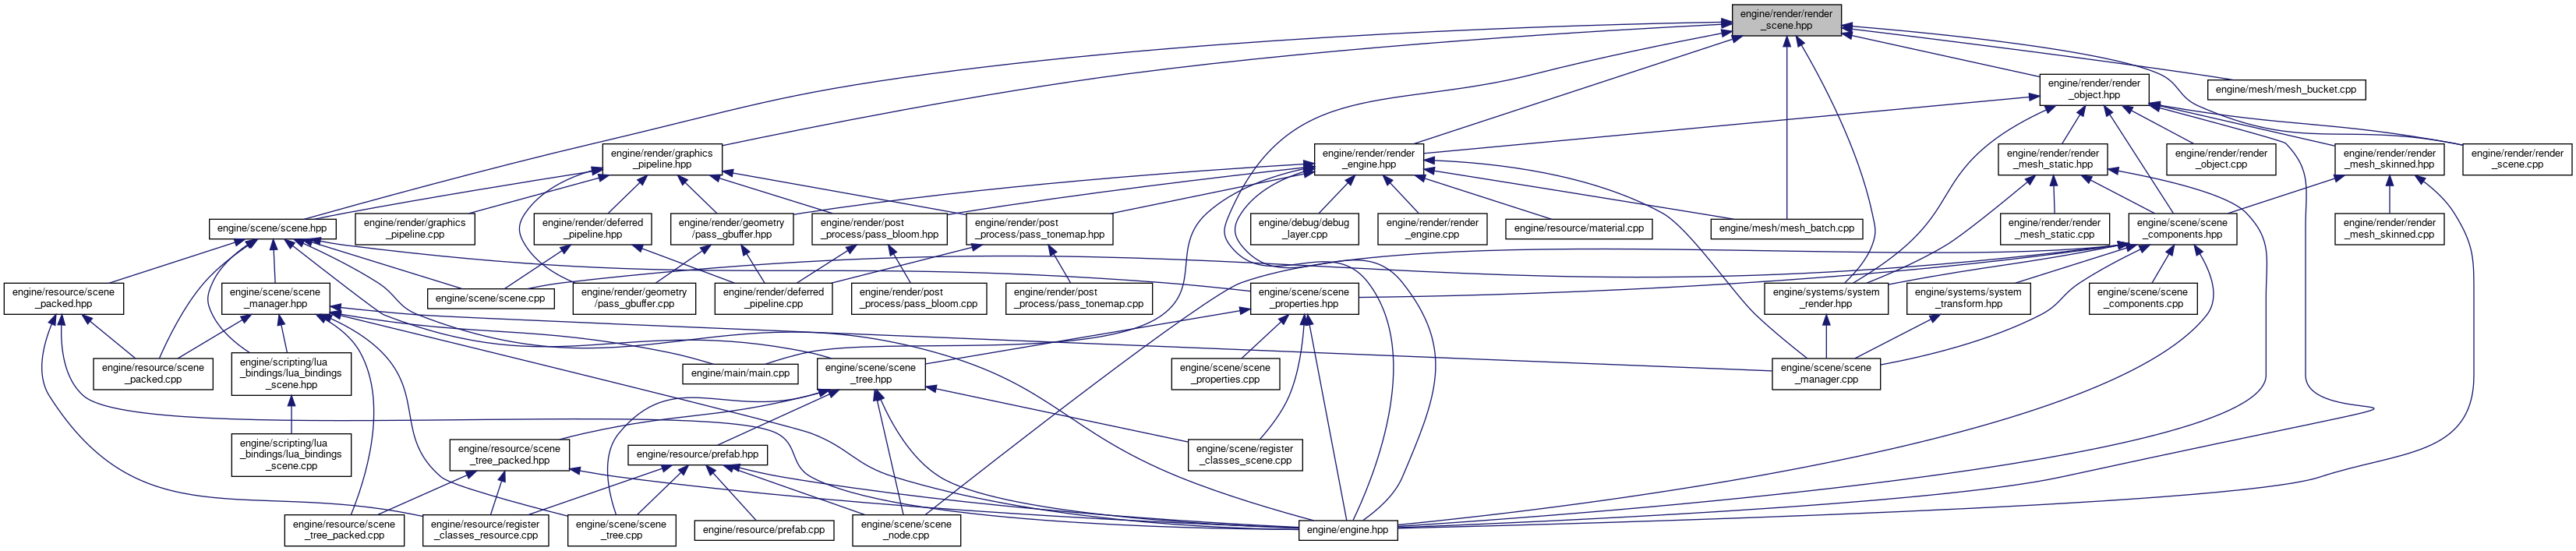 engine/render/render
_scene.hpp
engine/render/render
_object.hpp
engine/mesh/mesh_bucket.cpp
engine/render/graphics
_pipeline.hpp
engine/render/render
_engine.hpp
engine/render/render
_mesh_static.hpp
engine/render/render
_object.cpp
engine/render/render
_mesh_skinned.hpp
engine/render/render
_scene.cpp
engine/scene/scene.hpp
engine/render/graphics
_pipeline.cpp
engine/render/deferred
_pipeline.hpp
engine/render/geometry
/pass_gbuffer.hpp
engine/render/post
_process/pass_bloom.hpp
engine/render/post
_process/pass_tonemap.hpp
engine/debug/debug
_layer.cpp
engine/render/render
_engine.cpp
engine/resource/material.cpp
engine/mesh/mesh_batch.cpp
engine/render/render
_mesh_static.cpp
engine/scene/scene
_components.hpp
engine/render/render
_mesh_skinned.cpp
engine/resource/scene
_packed.hpp
engine/scene/scene
_manager.hpp
engine/scene/scene.cpp
engine/render/geometry
/pass_gbuffer.cpp
engine/render/deferred
_pipeline.cpp
engine/render/post
_process/pass_bloom.cpp
engine/render/post
_process/pass_tonemap.cpp
engine/scene/scene
_properties.hpp
engine/systems/system
_render.hpp
engine/systems/system
_transform.hpp
engine/scene/scene
_components.cpp
engine/resource/scene
_packed.cpp
engine/scripting/lua
_bindings/lua_bindings
_scene.hpp
engine/main/main.cpp
engine/scene/scene
_tree.hpp
engine/scene/scene
_properties.cpp
engine/scene/scene
_manager.cpp
engine/scripting/lua
_bindings/lua_bindings
_scene.cpp
engine/resource/scene
_tree_packed.hpp
engine/resource/prefab.hpp
engine/scene/register
_classes_scene.cpp
engine/resource/scene
_tree_packed.cpp
engine/resource/register
_classes_resource.cpp
engine/scene/scene
_tree.cpp
engine/resource/prefab.cpp
engine/scene/scene
_node.cpp
engine/engine.hpp